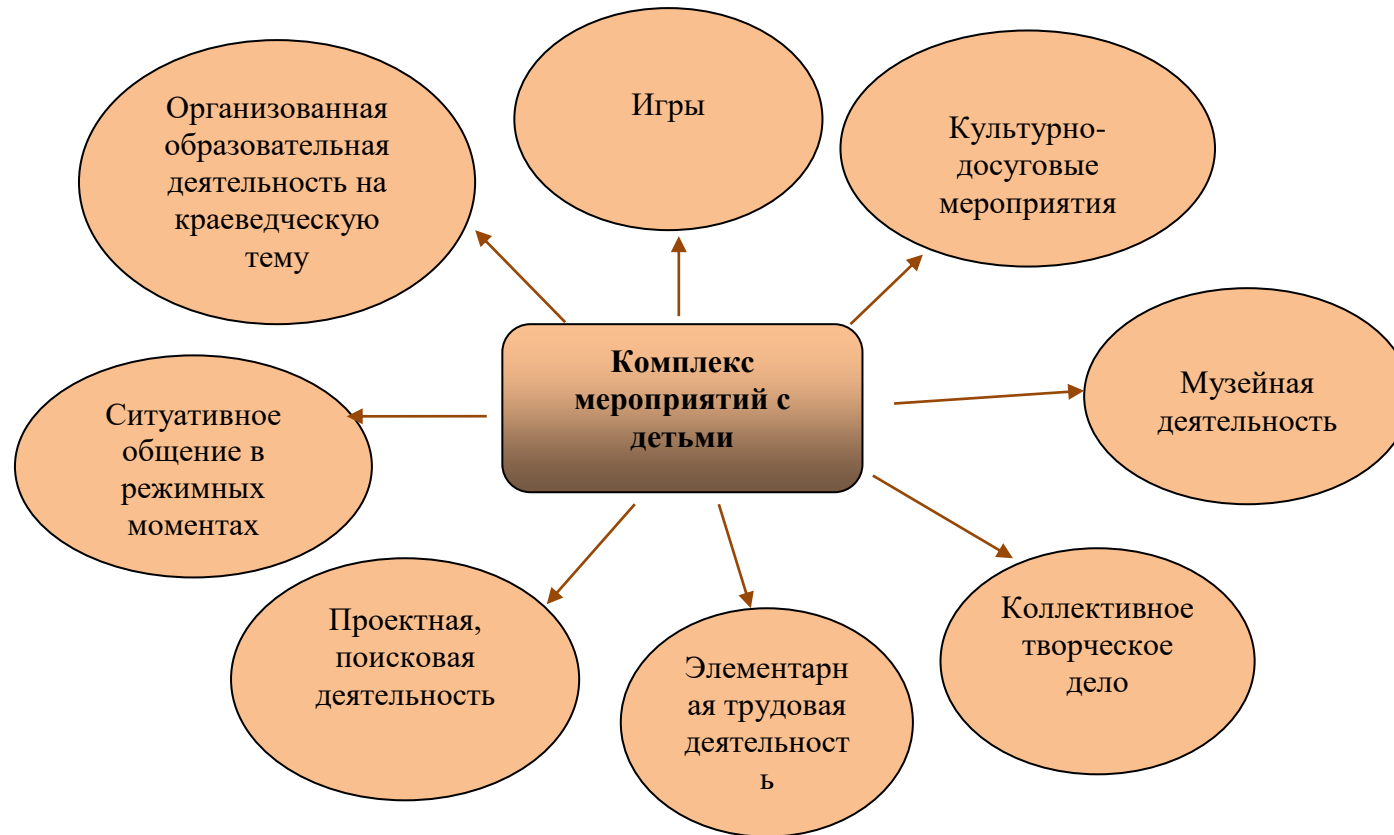 Организованная
образовательная
деятельность на
краеведческую
тему
Игры
Культурно-
досуговые
мероприятия
Комплекс
мероприятий с
детьми
Музейная
деятельность
Ситуативное
общение в
режимных
моментах
Проектная,
поисковая
деятельность
Элементарн
ая трудовая
деятельност
ь
Коллективное
творческое
дело